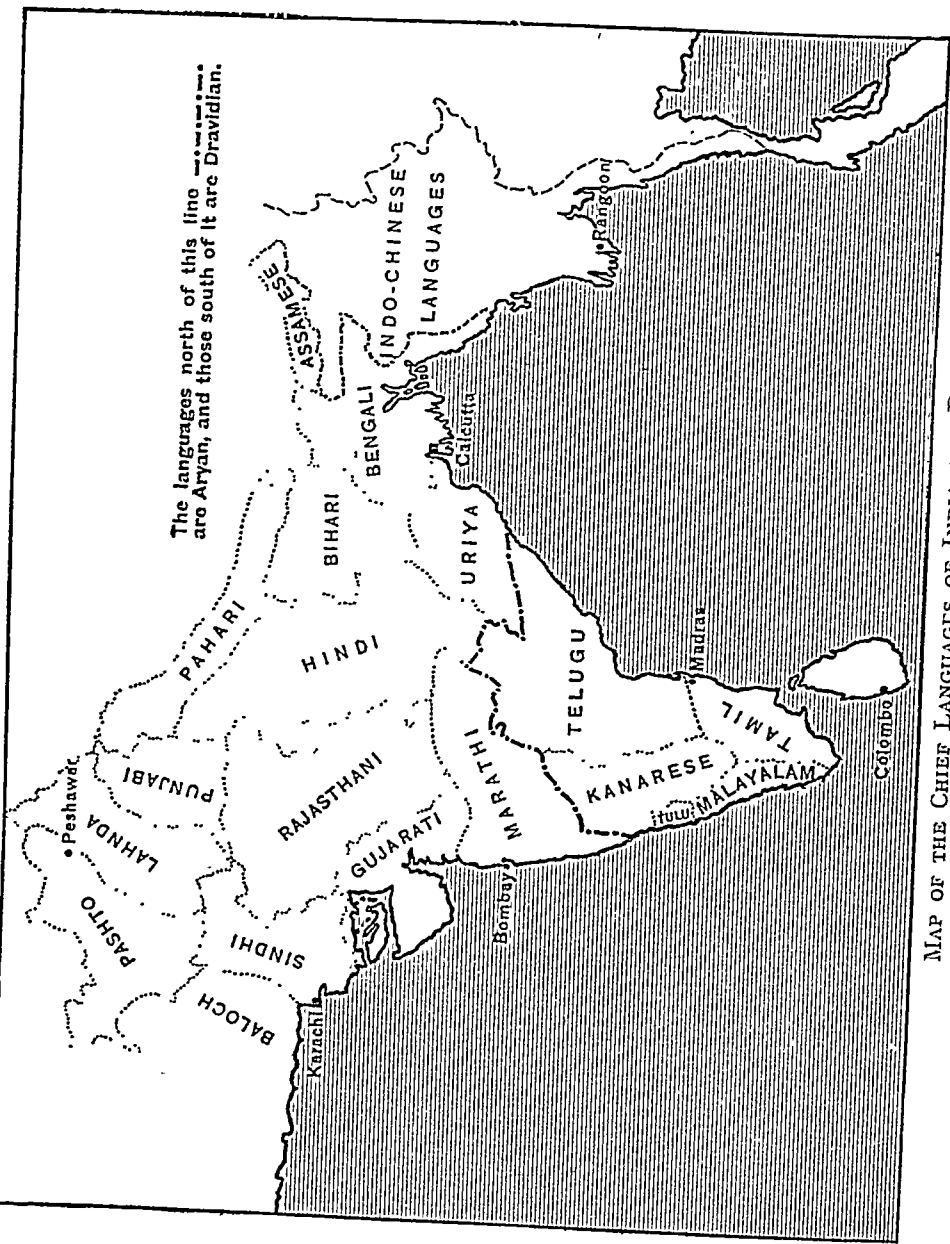 The languages north of this line
are Aryan, and those south of it are Dravidian.
Peshawar
PASHTO
LAHNDA
PUNJABI
PAHARI
BALOCH
SINDHI
RAJASTHANI
HINDI
BIHARI
ASSAMESE
BENGALI
INDO-CHINESE
LANGUAGES
Karachi
GUJARATI
Calcutta
URIYA
MARATHI
Bombay
Rangoon
TELUGU
KANARESE
TULU
MALAYALAM
TAMIL
Madras
Colombo
MAP OF THE CHIEF LANGUAGES OF